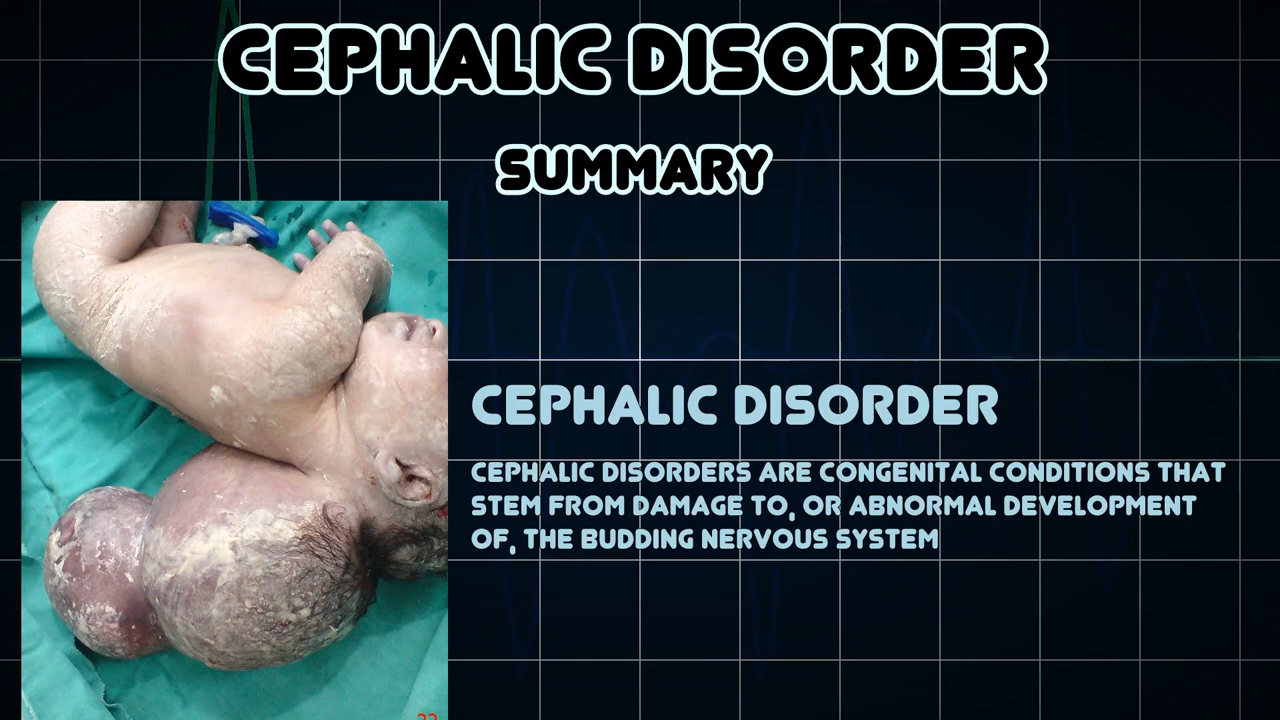 CEPHALIC DISORDER
SUMMARY
CEPHALIC DISORDER
CEPHALIC DISORDERS ARE CONGENITAL CONDITIONS THAT
STEM FROM DAMAGE TO, OR ABNORMAL DEVELOPMENT
OF, THE BUDDING NERVOUS SYSTEM